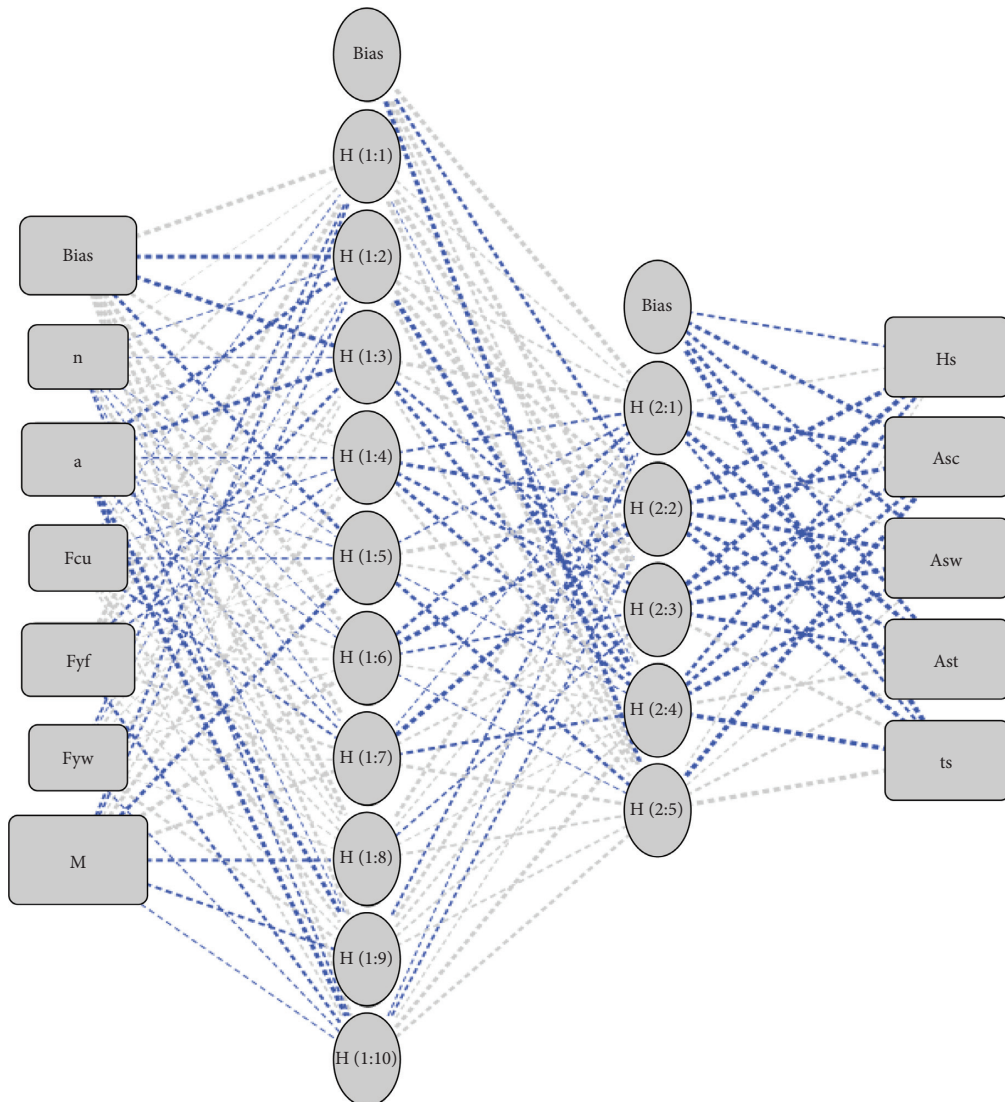 Bias
n
a
Fcu
Fyf
Fyw
M
Bias
H (1:1)
H (1:2)
H (1:3)
H (1:4)
H (1:5)
H (1:6)
H (1:7)
H (1:8)
H (1:9)
H (1:10)
Bias
H (2:1)
H (2:2)
H (2:3)
H (2:4)
H (2:5)
Hs
Asc
Asw
Ast
ts